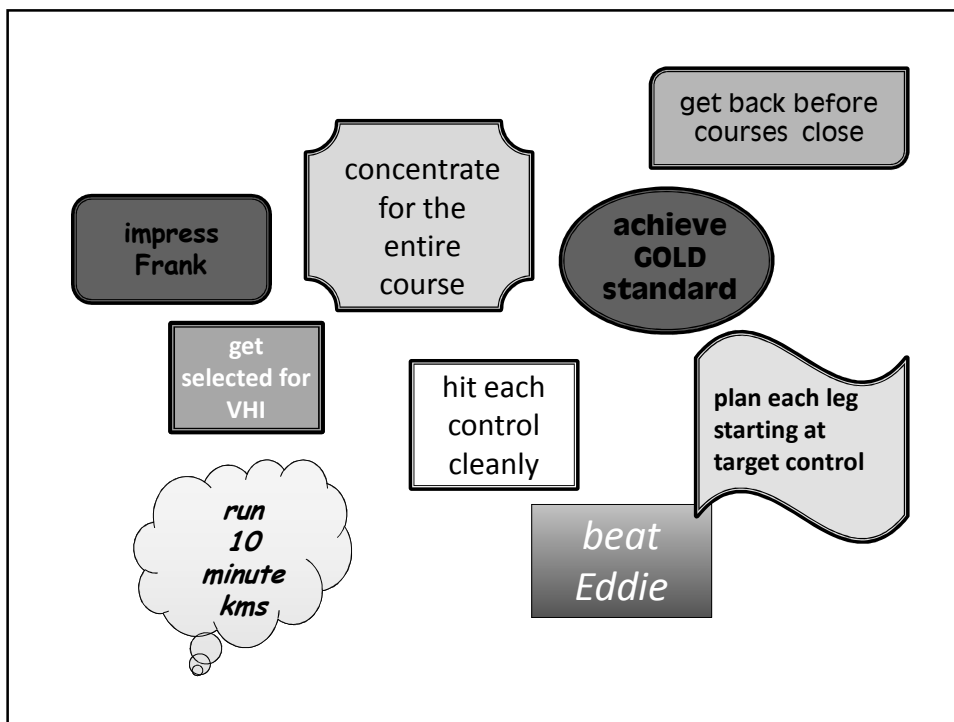 get back before
courses close
concentrate
for the
entire
course
impress
Frank
achieve
GOLD
standard
get
selected for
VHI
hit each
control
cleanly
plan each leg
starting at
target control
run
10
minute
kms
beat
Eddie